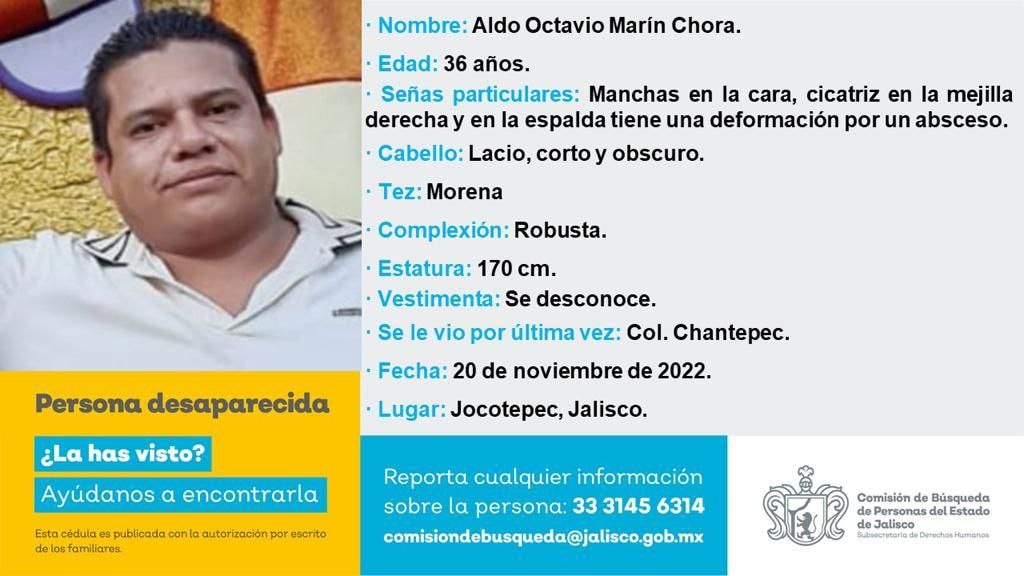 · Nombre: Aldo Octavio Marín Chora.
· Edad: 36 años.
· Señas particulares: Manchas en la cara, cicatriz en la mejilla
derecha y en la espalda tiene una deformación por un absceso.
· Cabello: Lacio, corto y obscuro.
· Tez: Morena
· Complexión: Robusta.
· Estatura: 170 cm.
· Vestimenta: Se desconoce.
· Se le vio por última vez: Col. Chantepec.
· Fecha: 20 de noviembre de 2022.
· Lugar: Jocotepec, Jalisco.
Persona desaparecida
¿La has visto?
Ayúdanos a encontrarla
Esta cédula es publicada con la autorización por escrito
de los familiares.
Reporta cualquier información
sobre la persona: 33 3145 6314
comisiondebusqueda@jalisco.gob.mx
Comisión de Búsqueda
de Personas del Estado
de Jalisco
Subsecretaría de Derechos Humanos